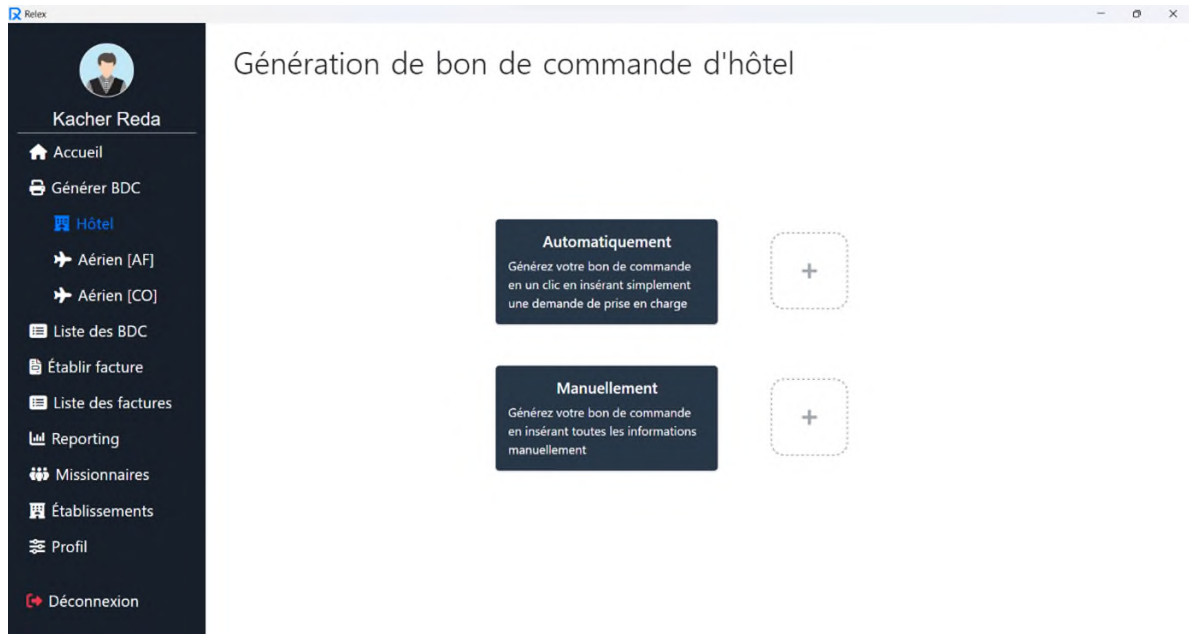 Relex
Kacher Reda
Accueil
Générer BDC
Hôtel
Aérien [AF]
Aérien [CO]
Liste des BDC
Établir facture
Liste des factures
Reporting
Missionnaires
Établissements
Profil
Déconnexion
Génération de bon de commande d'hôtel
Automatiquement
Générez votre bon de commande
en un clic en insérant simplement
une demande de prise en charge
Manuellement
Générez votre bon de commande
en insérant toutes les informations
manuellement